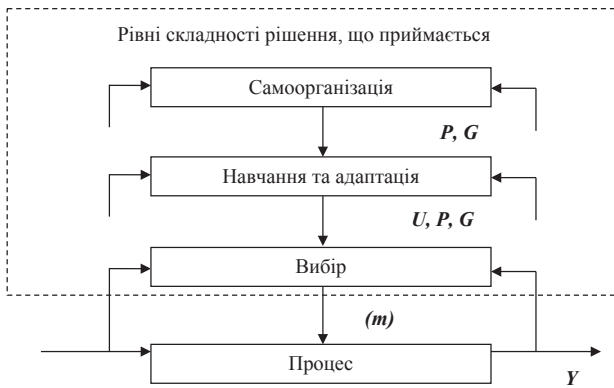 Рівні складності рішення, що приймається
Самоорганізація
P, G
Навчання та адаптація
U, P, G
Вибір
(m)
Процес
Y